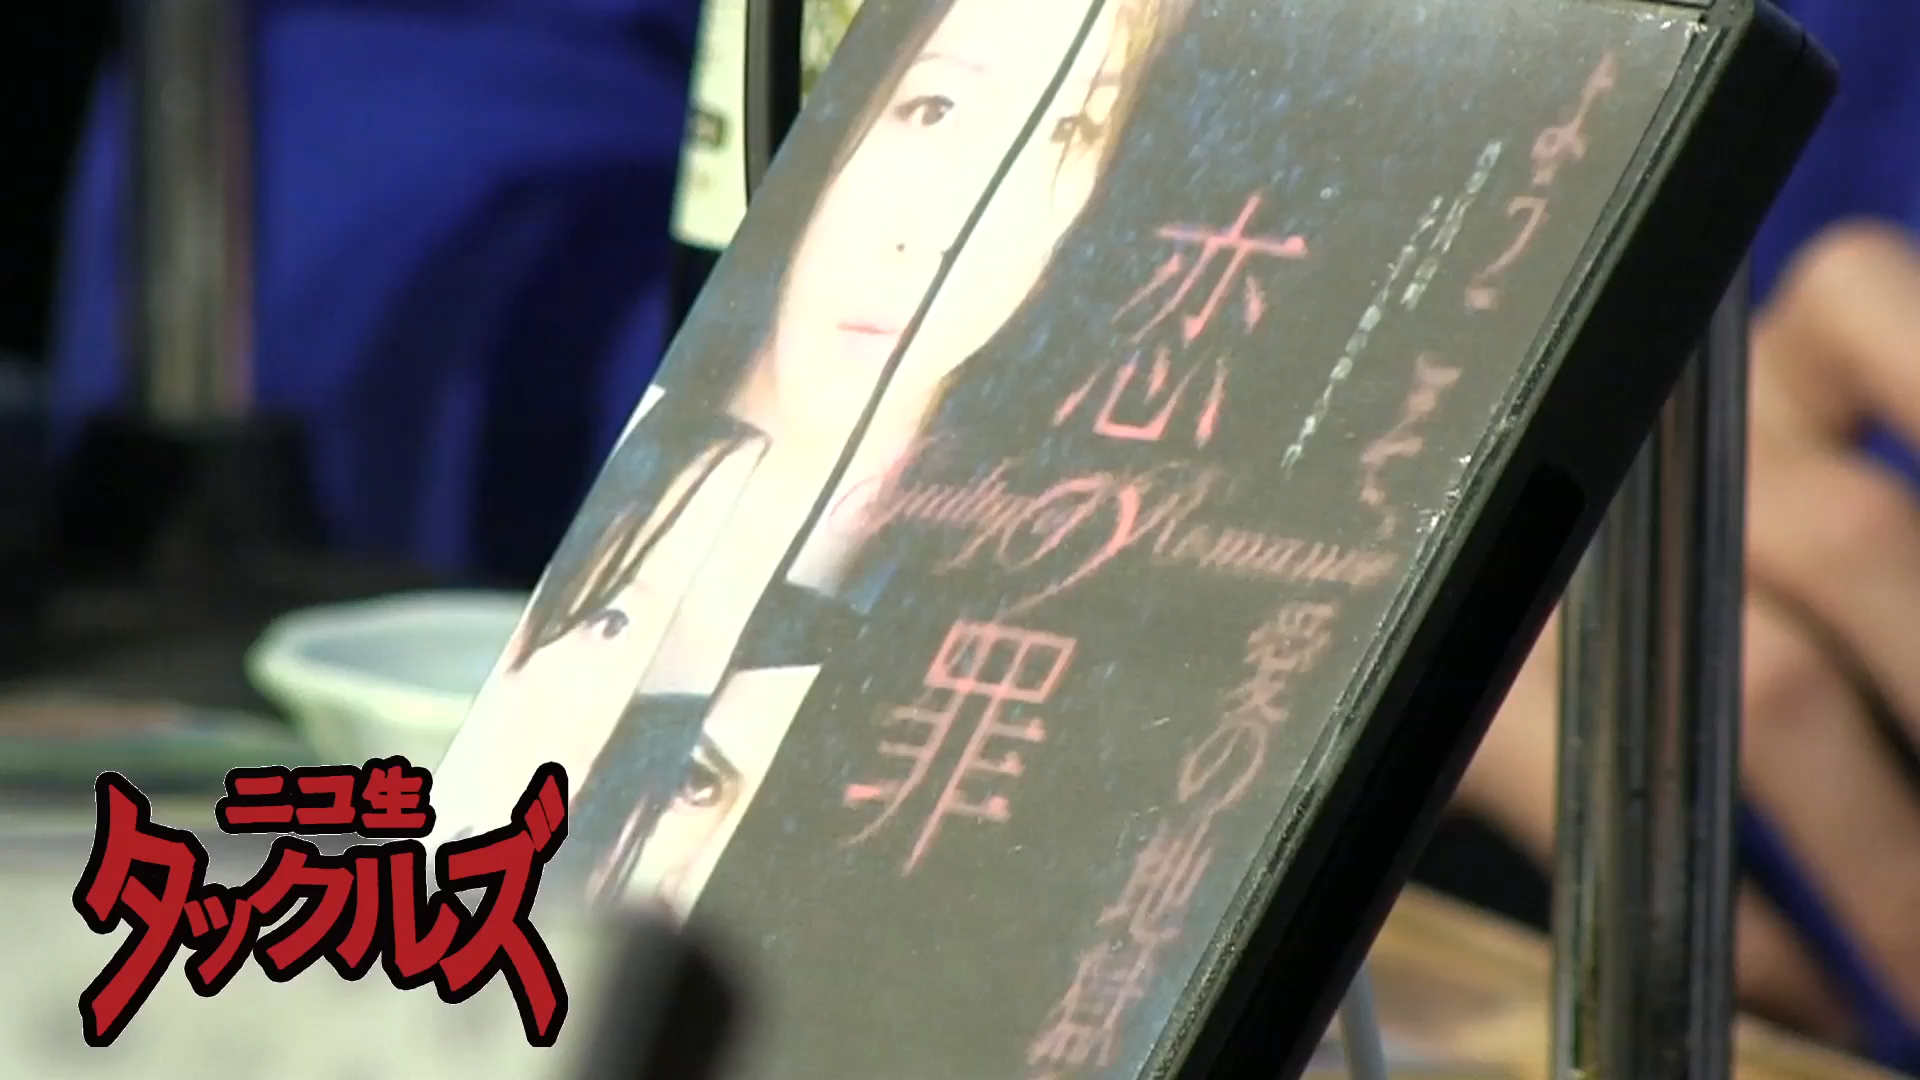 ようこそ、愛の地獄
恋の罪
Guilty of Romance
ニコ生
タックルズ